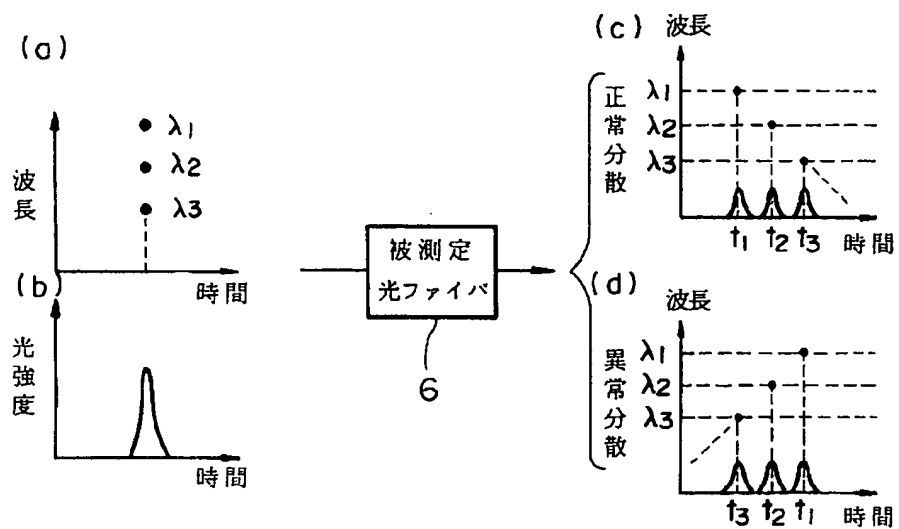 (a)
λ1
λ2
λ3
波長
時間
(b)
光強度
時間
被測定
光ファイバ
6
(c) 波長
正常分散
λ1
λ2
λ3
t1 t2 t3 時間
(d)
波長
異常分散
λ1
λ2
λ3
t3 t2 t1 時間